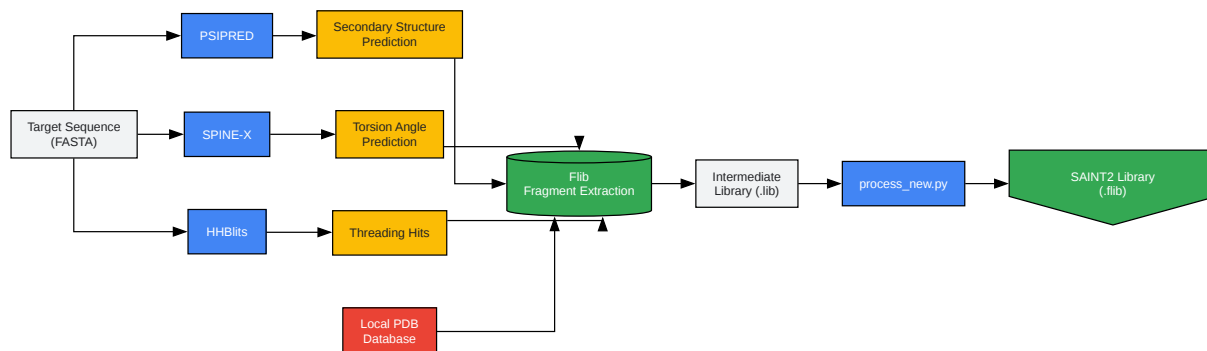 PSIPRED
Secondary Structure
Prediction
Target Sequence
(FASTA)
SPINE-X
Torsion Angle
Prediction
Flib
Fragment Extraction
Intermediate
Library (.lib)
process_new.py
SAINT2 Library
(.flib)
HHBlits
Threading Hits
Local PDB
Database